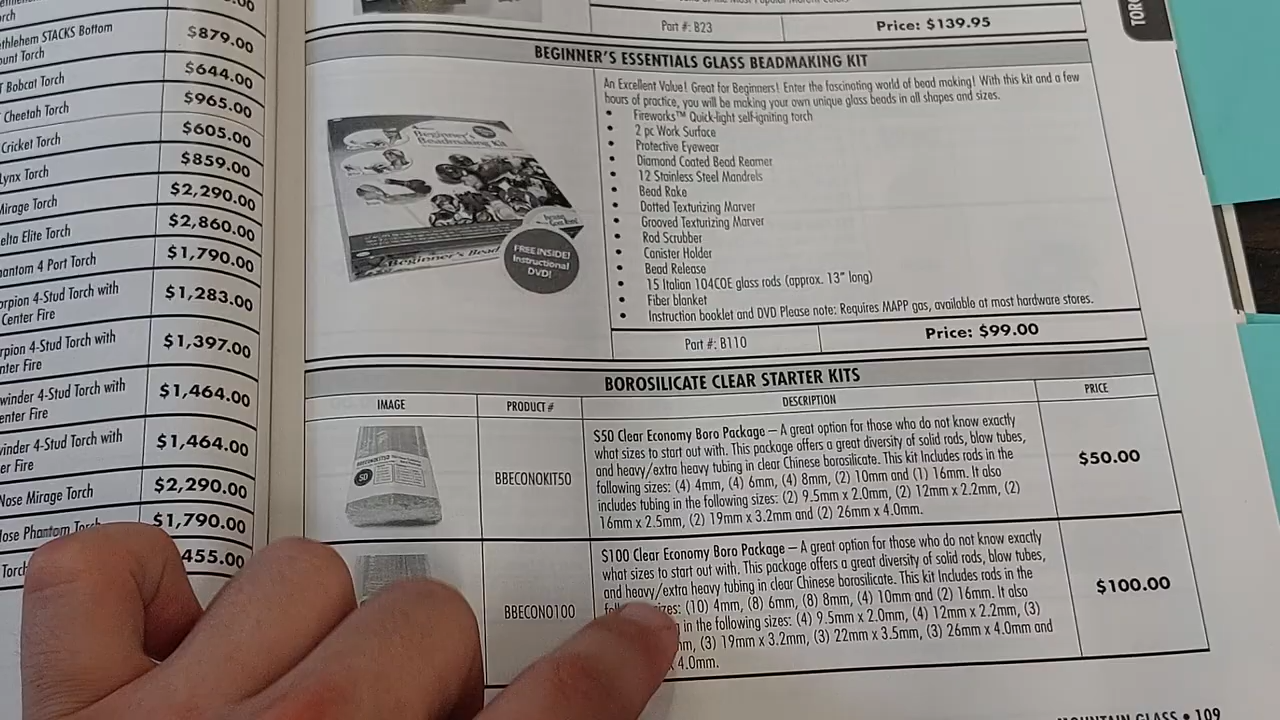 $879.00
$644.00
$965.00
$605.00
$859.00
$2,290.00
$2,860.00
$1,790.00
$1,283.00
$1,397.00
$1,464.00
$1,464.00
$2,290.00
$1,790.00
455.00
STACKS Bottom
Torch
Bobcat Torch
Cheetah Torch
Cricket Torch
Lynx Torch
Mirage Torch
Elite Torch
4 Port Torch
4-Stud Torch with
Center Fire
4-Stud Torch with
Fire
4-Stud Torch with
Fire
4-Stud Torch with
Fire
Mirage Torch
Phantom Torch
Torch
Part #: B23
Price: $139.95
BEGINNER'S ESSENTIALS GLASS BEADMAKING KIT
Beginner's
Beadmaking Kit
FREE INSIDE!
Instructional
DVD!
An Excellent Value! Great for Beginners! Enter the fascinating world of bead making! With this kit and a few
hours of practice, you will be making your own unique glass beads in all shapes and sizes.
• Fireworks™ Quick-light self-igniting torch
• 2 pc Work Surface
• Protective Eyewear
• Diamond Coated Bead Reamer
• 12 Stainless Steel Mandrels
• Bead Rake
• Dotted Texturizing Marver
• Grooved Texturizing Marver
• Rod Scrubber
• Canister Holder
• Bead Release
• 15 Italian 104COE glass rods (approx. 13" long)
• Fiber blanket
• Instruction booklet and DVD Please note: Requires MAPP gas, available at most hardware stores.
Part #: B110
Price: $99.00
BOROSILICATE CLEAR STARTER KITS
IMAGE
PRODUCT #
DESCRIPTION
PRICE
BBECONOKIT50
$50 Clear Economy Boro Package – A great option for those who do not know exactly
what sizes to start out with. This package offers a great diversity of solid rods, blow tubes,
and heavy/extra heavy tubing in clear Chinese borosilicate. This kit Includes rods in the
following sizes: (4) 4mm, (4) 6mm, (4) 8mm, (2) 10mm and (1) 16mm. It also
includes tubing in the following sizes: (2) 9.5mm x 2.0mm, (2) 12mm x 2.2mm, (2)
16mm x 2.5mm, (2) 19mm x 3.2mm and (2) 26mm x 4.0mm.
$50.00
BBECONO100
$100 Clear Economy Boro Package – A great option for those who do not know exactly
what sizes to start out with. This package offers a great diversity of solid rods, blow tubes,
and heavy/extra heavy tubing in clear Chinese borosilicate. This kit Includes rods in the
sizes: (10) 4mm, (8) 6mm, (8) 8mm, (4) 10mm and (2) 16mm. It also
in the following sizes: (4) 9.5mm x 2.0mm, (4) 12mm x 2.2mm, (3)
(3) 19mm x 3.2mm, (3) 22mm x 3.5mm, (3) 26mm x 4.0mm and
x 4.0mm.
$100.00
MOUNTAIN GLASS • 109